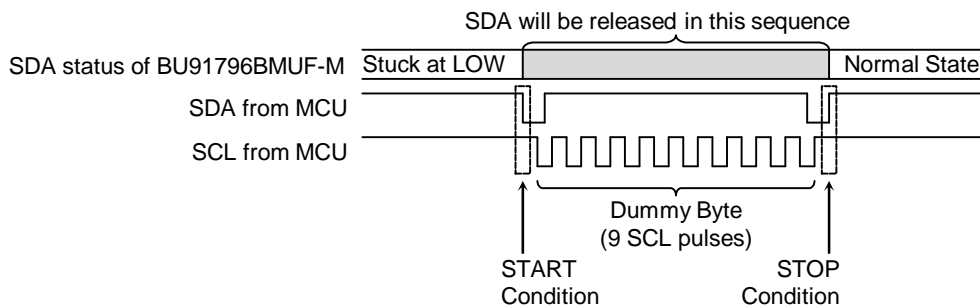 SDA will be released in this sequence
SDA status of BU91796BMUF-M Stuck at LOW Normal State
SDA from MCU
SCL from MCU
Dummy Byte
(9 SCL pulses)
START STOP
Condition Condition